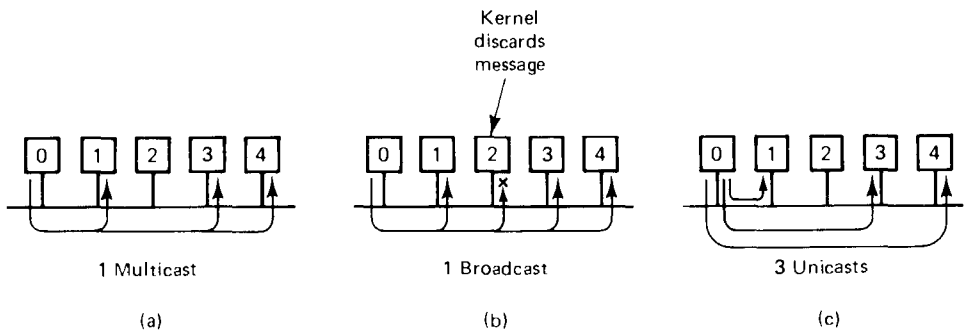 Kernel
discards
message
0 1 2 3 4
0 1 2 3 4
0 1 2 3 4
×
1 Multicast
1 Broadcast
3 Unicasts
(a)
(b)
(c)